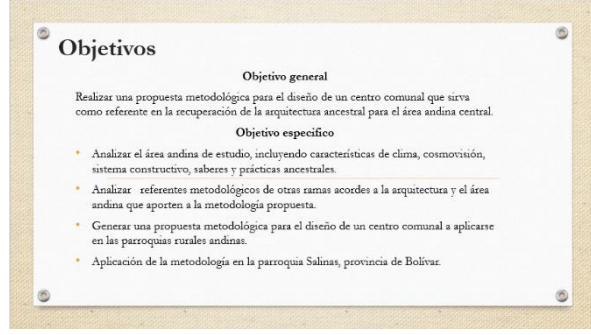 Objetivos
Objetivo general
Realizar una propuesta metodológica para el diseño de un centro comunal que sirva
como referente en la recuperación de la arquitectura ancestral para el área andina central.
Objetivo especifico
• Analizar el área andina de estudio, incluyendo características de clima, cosmovisión,
sistema constructivo, saberes y prácticas ancestrales.
• Analizar referentes metodológicos de otras ramas acordes a la arquitectura y el área
andina que aporten a la metodología propuesta.
• Generar una propuesta metodológica para el diseño de un centro comunal a aplicarse
en las parroquias rurales andinas.
• Aplicación de la metodología en la parroquia Salinas, provincia de Bolívar.